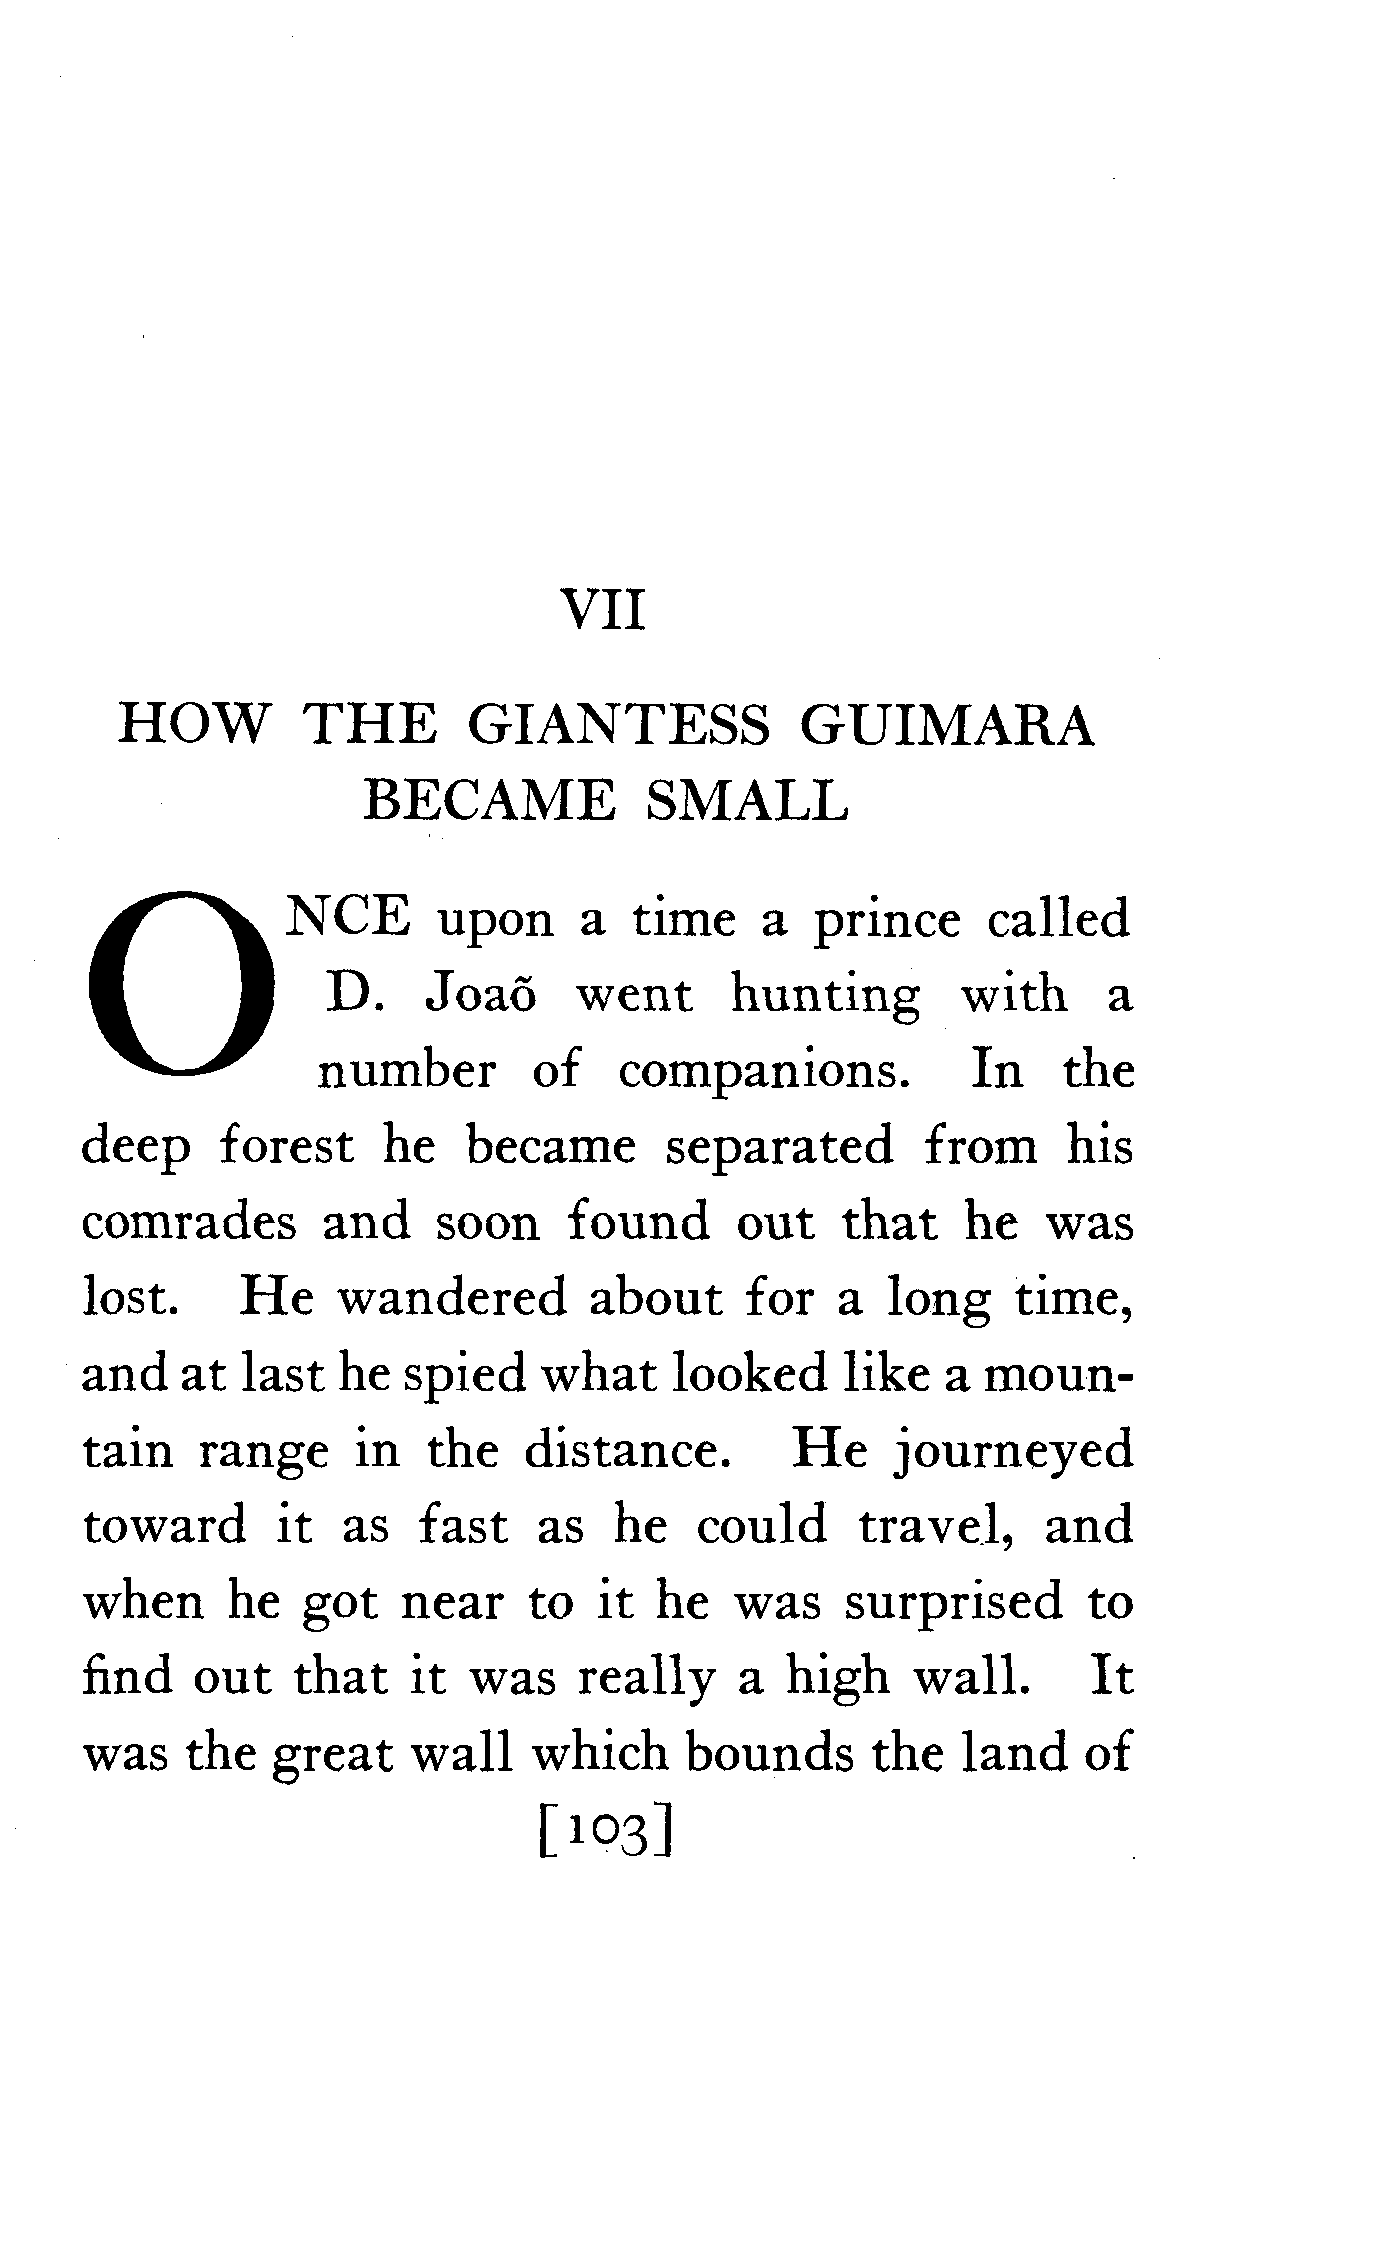 VII
HOW THE GIANTESS GUIMARA
BECAME SMALL
ONCE upon a time a prince called
D. Joaõ went hunting with a
number of companions. In the
deep forest he became separated from his
comrades and soon found out that he was
lost. He wandered about for a long time,
and at last he spied what looked like a moun-
tain range in the distance. He journeyed
toward it as fast as he could travel, and
when he got near to it he was surprised to
find out that it was really a high wall. It
was the great wall which bounds the land of
[103]